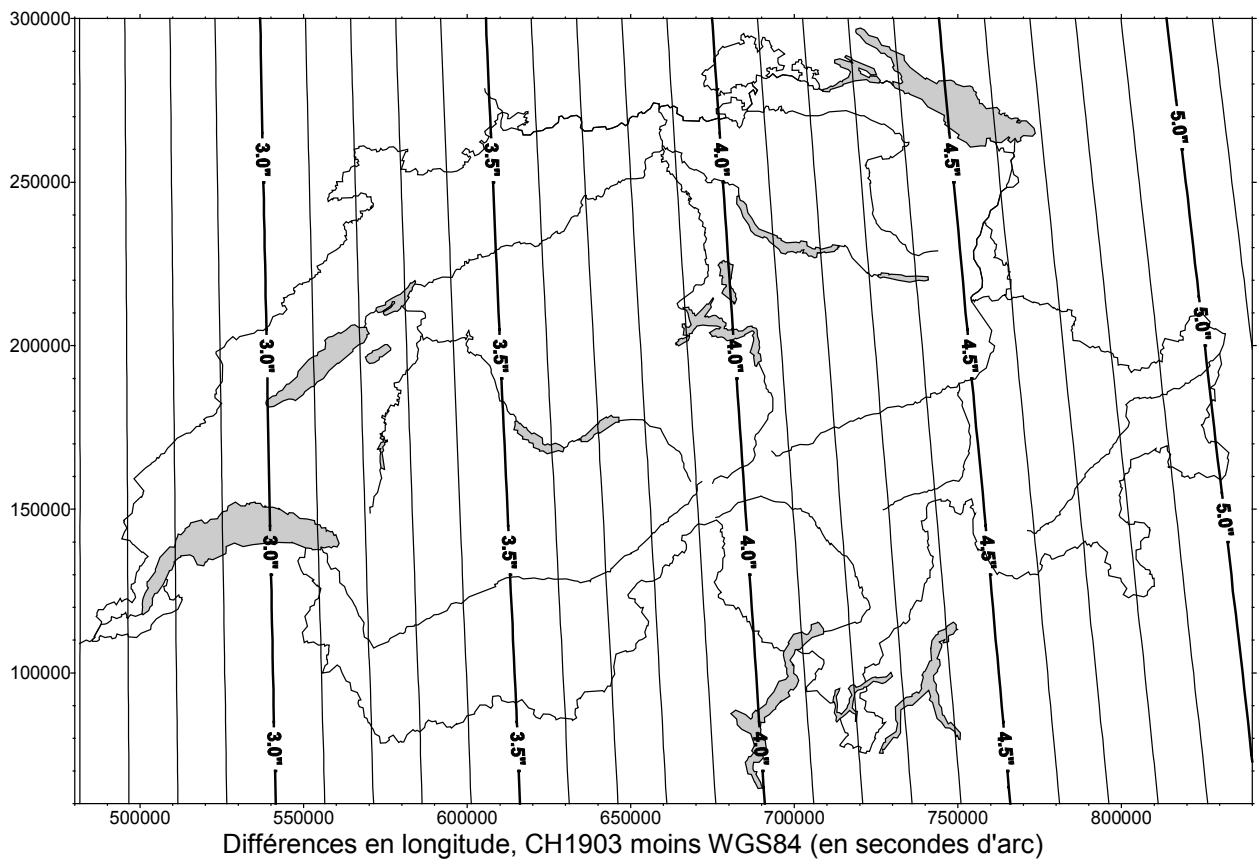 300000
250000
200000
150000
100000
3.0" 3.5" 4.0" 4.5" 5.0"
3.0" 3.5" 4.0" 4.5" 5.0"
3.0" 3.5" 4.0" 4.5" 5.0"
3.0" 3.5" 4.0" 4.5"
500000 550000 600000 650000 700000 750000 800000
Différences en longitude, CH1903 moins WGS84 (en secondes d'arc)